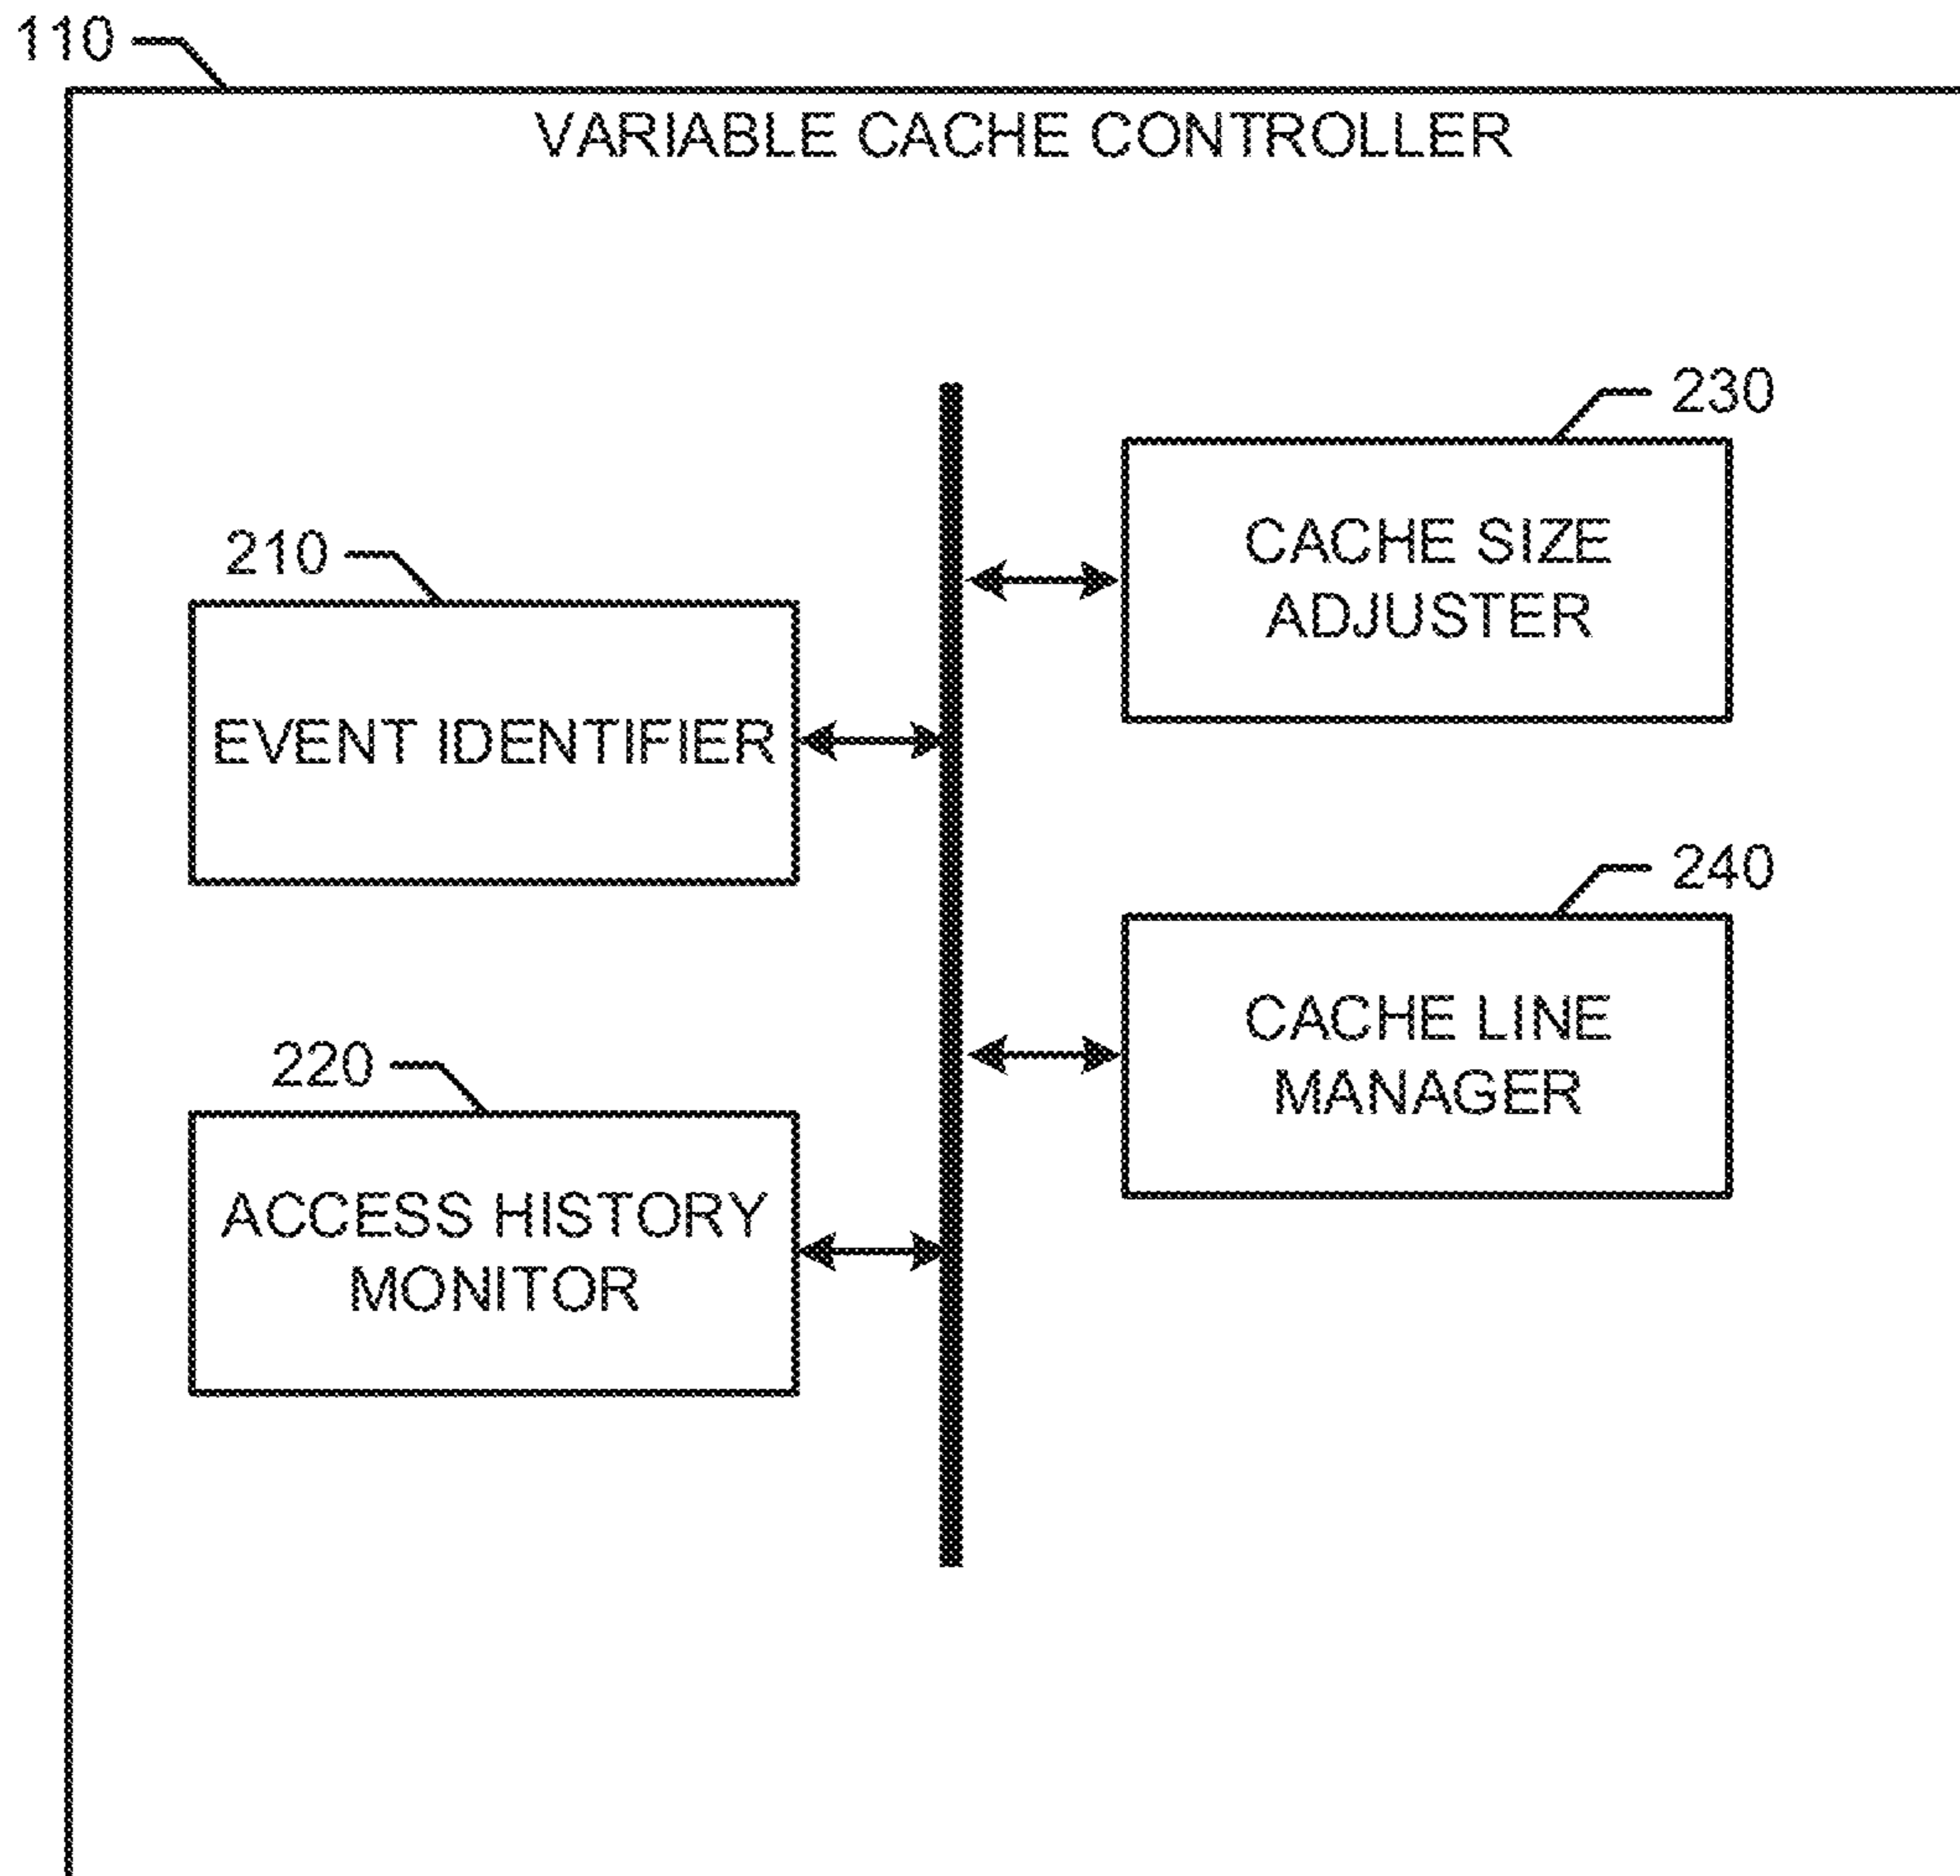 110
VARIABLE CACHE CONTROLLER
230
CACHE SIZE
ADJUSTER
210
EVENT IDENTIFIER
240
CACHE LINE
MANAGER
220
ACCESS HISTORY
MONITOR